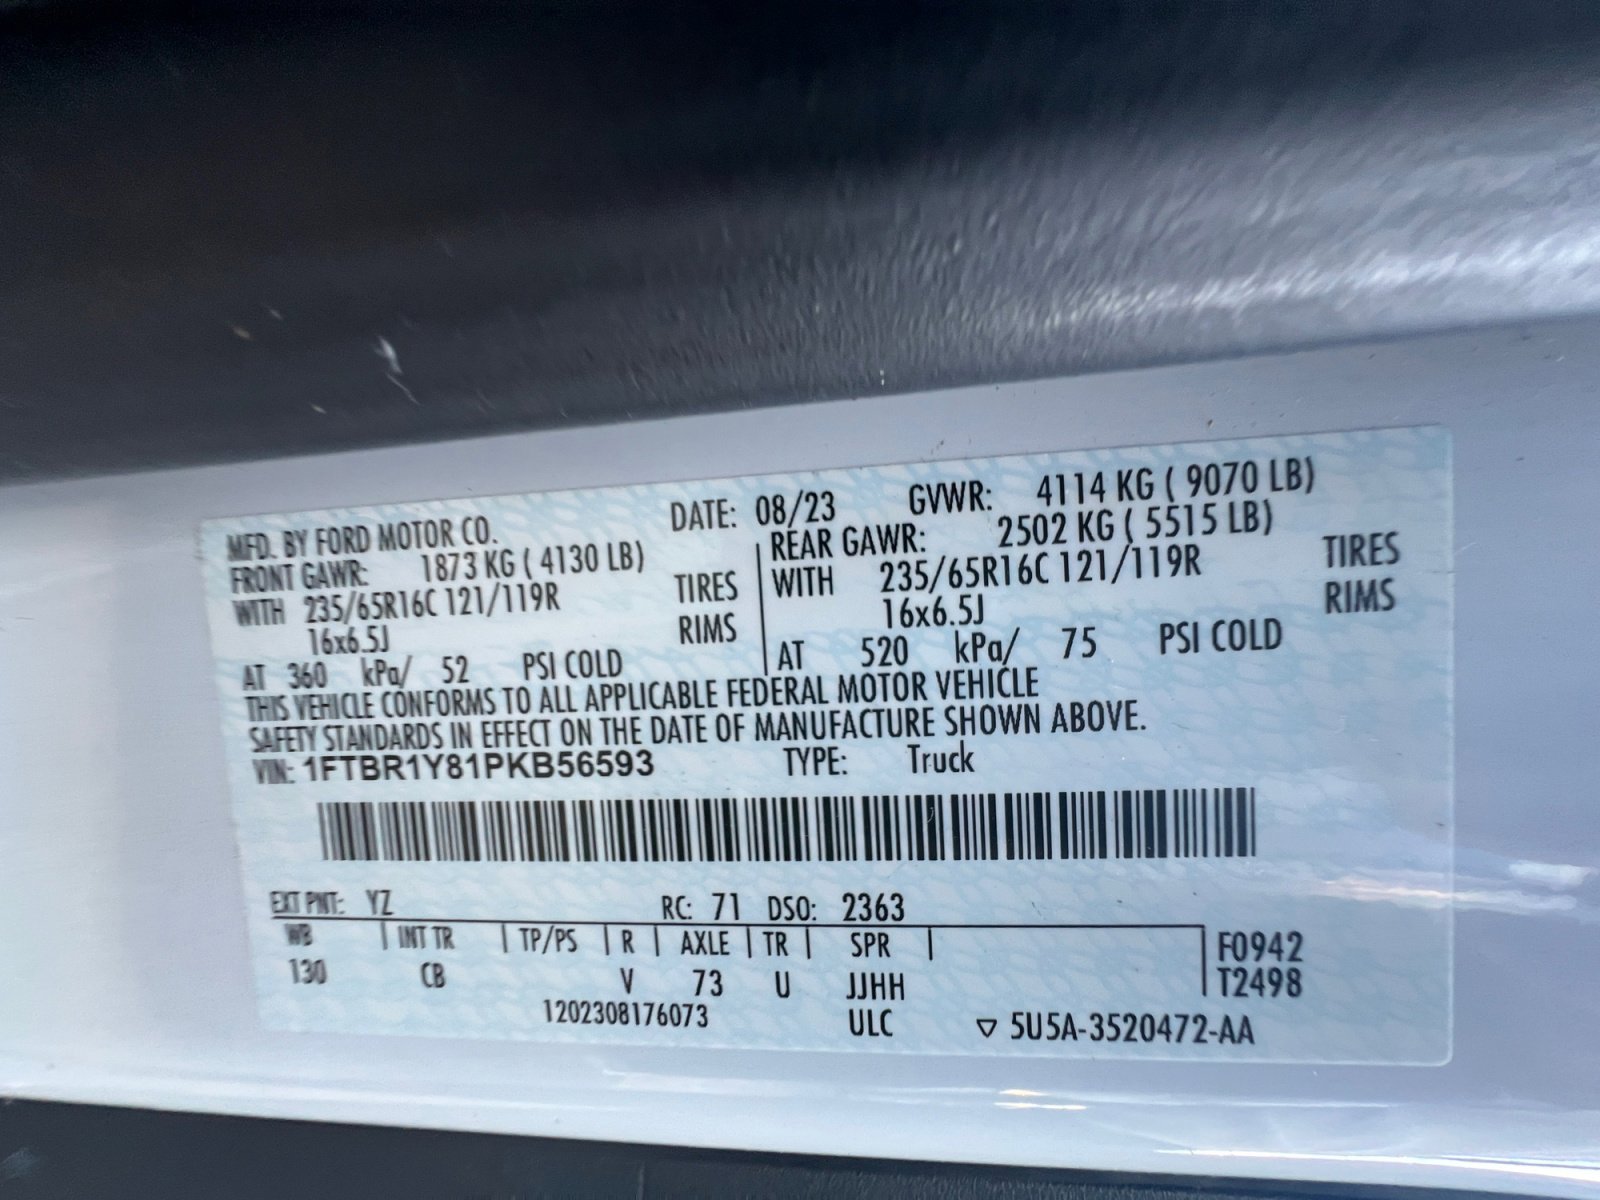 MFD. BY FORD MOTOR CO. DATE: 08/23 GVWR: 4114 KG ( 9070 LB)
FRONT GAWR: 1873 KG ( 4130 LB) REAR GAWR: 2502 KG ( 5515 LB)
WITH 235/65R16C 121/119R TIRES WITH 235/65R16C 121/119R TIRES
16x6.5J RIMS 16x6.5J RIMS
AT 360 kPa/ 52 PSI COLD AT 520 kPa/ 75 PSI COLD
THIS VEHICLE CONFORMS TO ALL APPLICABLE FEDERAL MOTOR VEHICLE
SAFETY STANDARDS IN EFFECT ON THE DATE OF MANUFACTURE SHOWN ABOVE.
VIN: 1FTBR1Y81PKB56593 TYPE: Truck
EXT PNT: YZ RC: 71 DSO: 2363
WB INT TR TP/PS R AXLE TR SPR F0942
130 CB V 73 U JJHH T2498
1202308176073 ULC ▽ 5U5A-3520472-AA